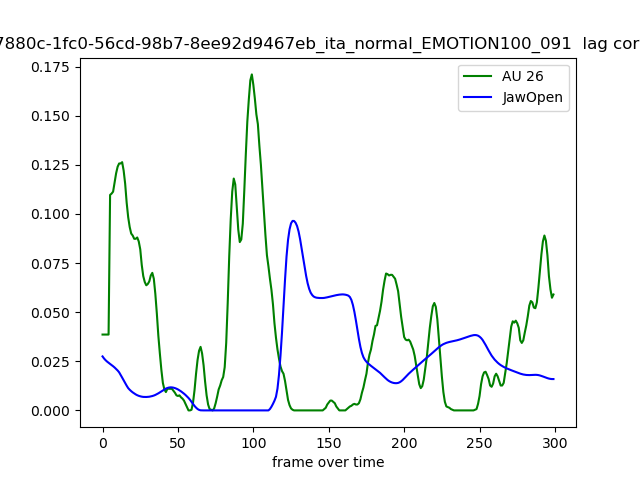 7880c-1fc0-56cd-98b7-8ee92d9467eb_ita_normal_EMOTION100_091 lag cor
AU 26
JawOpen
0.175
0.150
0.125
0.100
0.075
0.050
0.025
0.000
0 50 100 150 200 250 300
frame over time